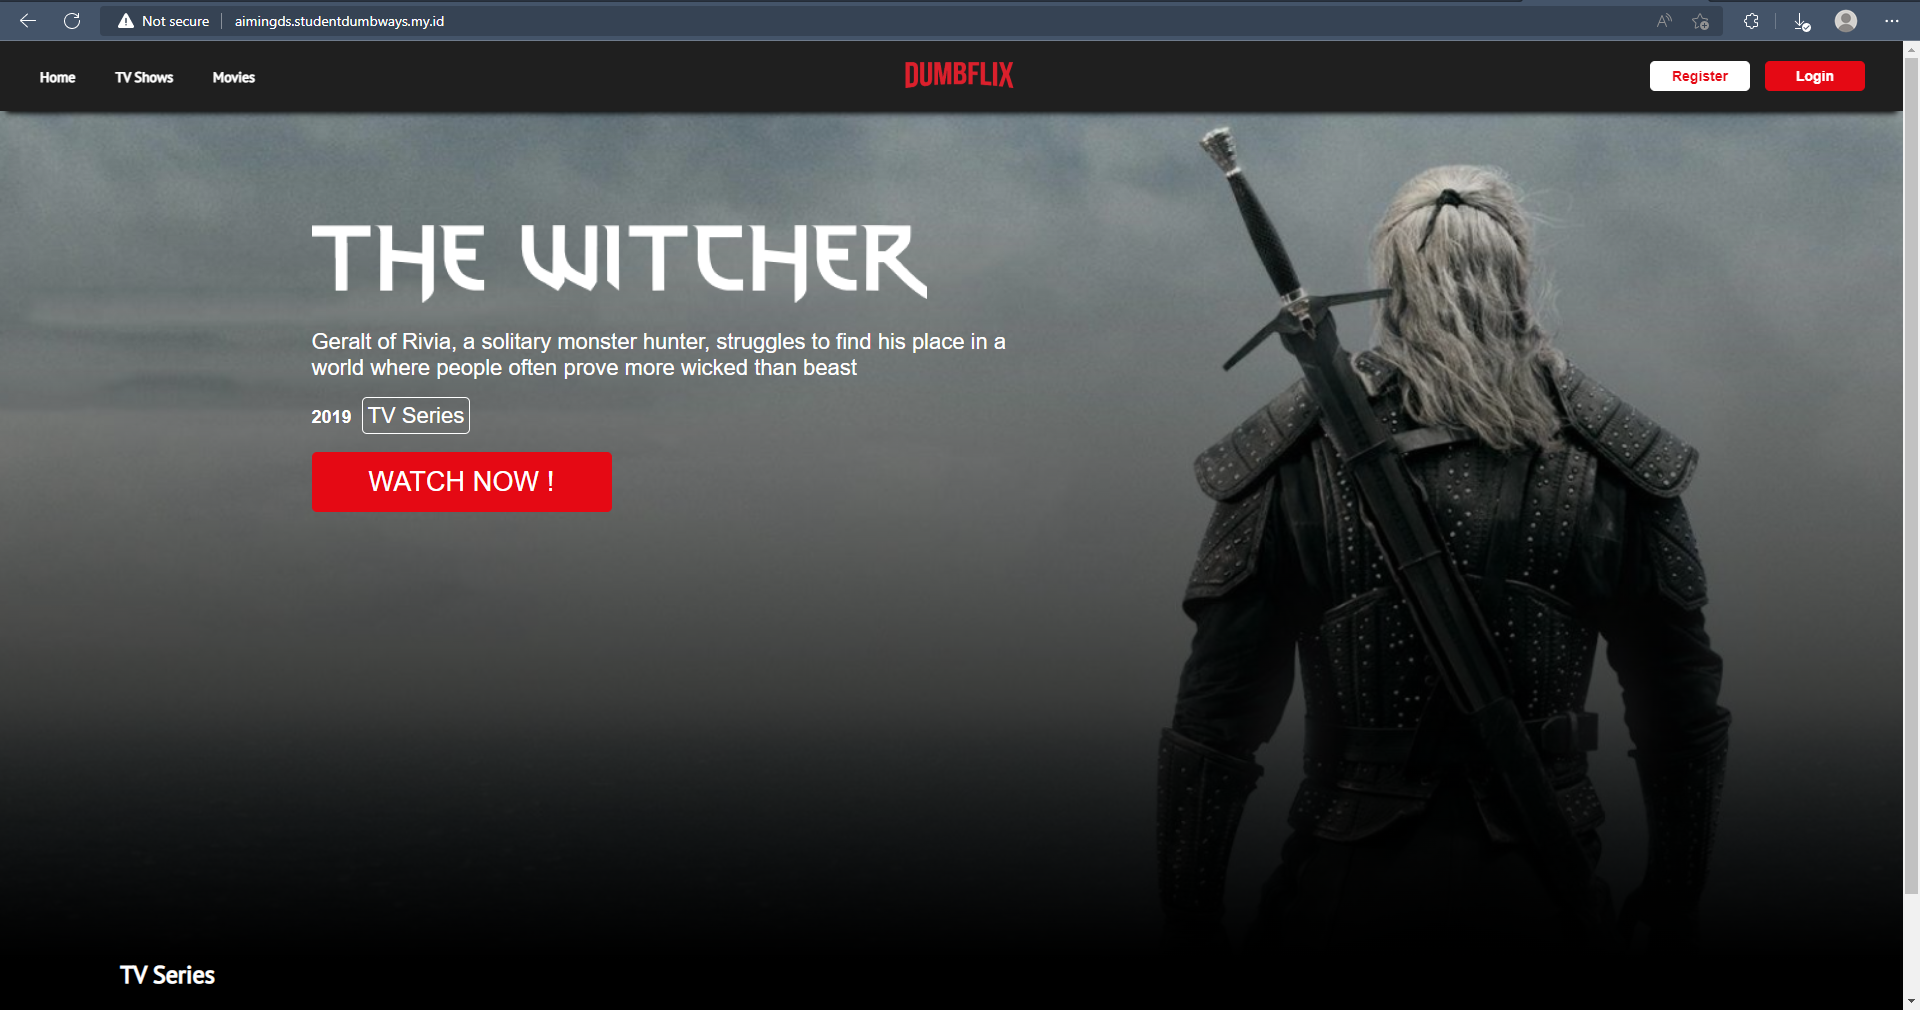 Not secure
aimingds.studentdumbways.my.id
Home
TV Shows
Movies
DUMBFLIX
Register
Login
THE WITCHER
Geralt of Rivia, a solitary monster hunter, struggles to find his place in a
world where people often prove more wicked than beast
2019
TV Series
WATCH NOW !
TV Series